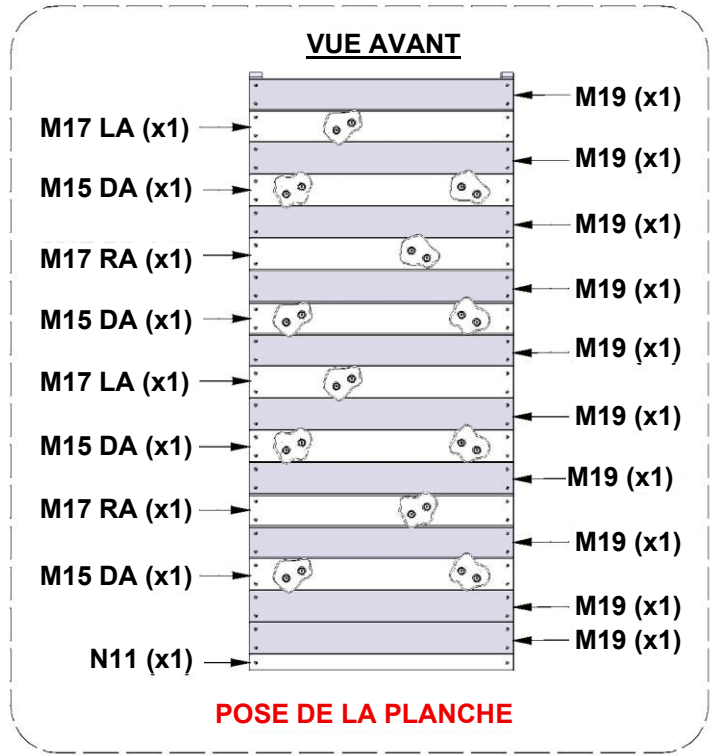 VUE AVANT
M19 (x1)
M17 LA (x1)
M19 (x1)
M15 DA (x1)
M19 (x1)
M17 RA (x1)
M19 (x1)
M15 DA (x1)
M19 (x1)
M17 LA (x1)
M19 (x1)
M15 DA (x1)
M19 (x1)
M17 RA (x1)
M19 (x1)
M15 DA (x1)
M19 (x1)
M19 (x1)
N11 (x1)
POSE DE LA PLANCHE